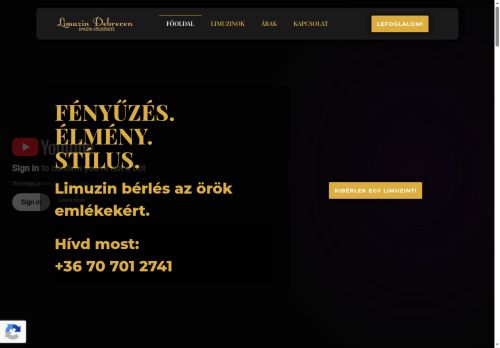 Limuzin Debrecen
FŐOLDAL
LIMUZINOK
ÁRAK
KAPCSOLAT
LEFOGLALOM!
FÉNYŰZÉS.
ÉLMÉNY.
STÍLUS.
Sign in to
Sign in
Limuzin bérlés az örök
emlékekért.
KIBÉRLEK EGY LIMUZINT!
Hívd most:
+36 70 701 2741